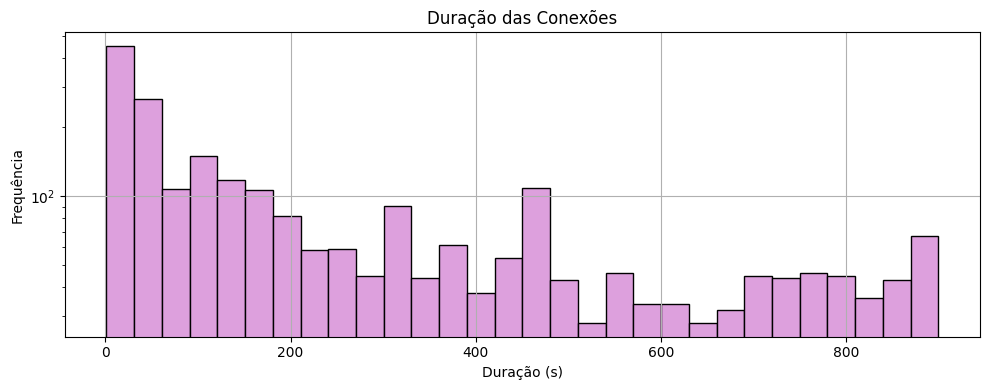 Duração das Conexões
Frequência
10²
0 200 400 600 800
Duração (s)